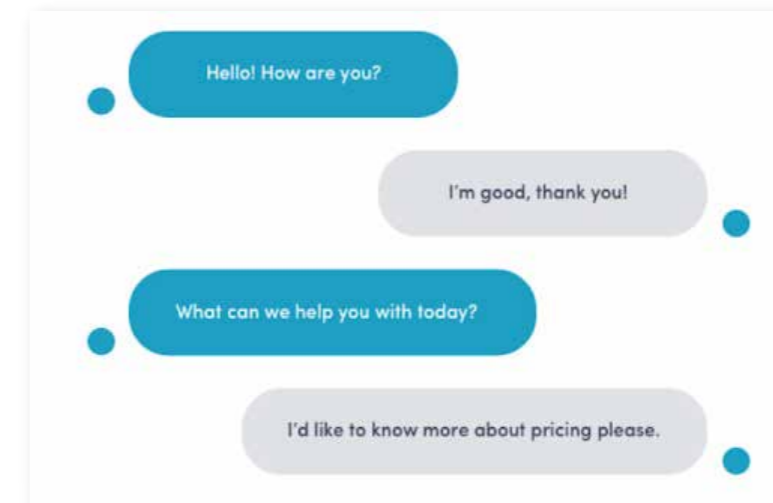 Hello! How are you?
I'm good, thank you!
What can we help you with today?
I'd like to know more about pricing please.